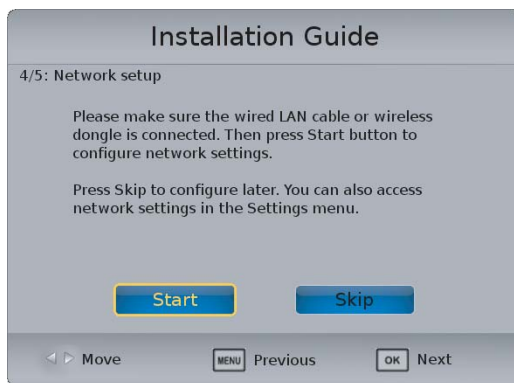 Installation Guide
4/5: Network setup
Please make sure the wired LAN cable or wireless
dongle is connected. Then press Start button to
configure network settings.
Press Skip to configure later. You can also access
network settings in the Settings menu.
Start Skip
Move MENU Previous OK Next